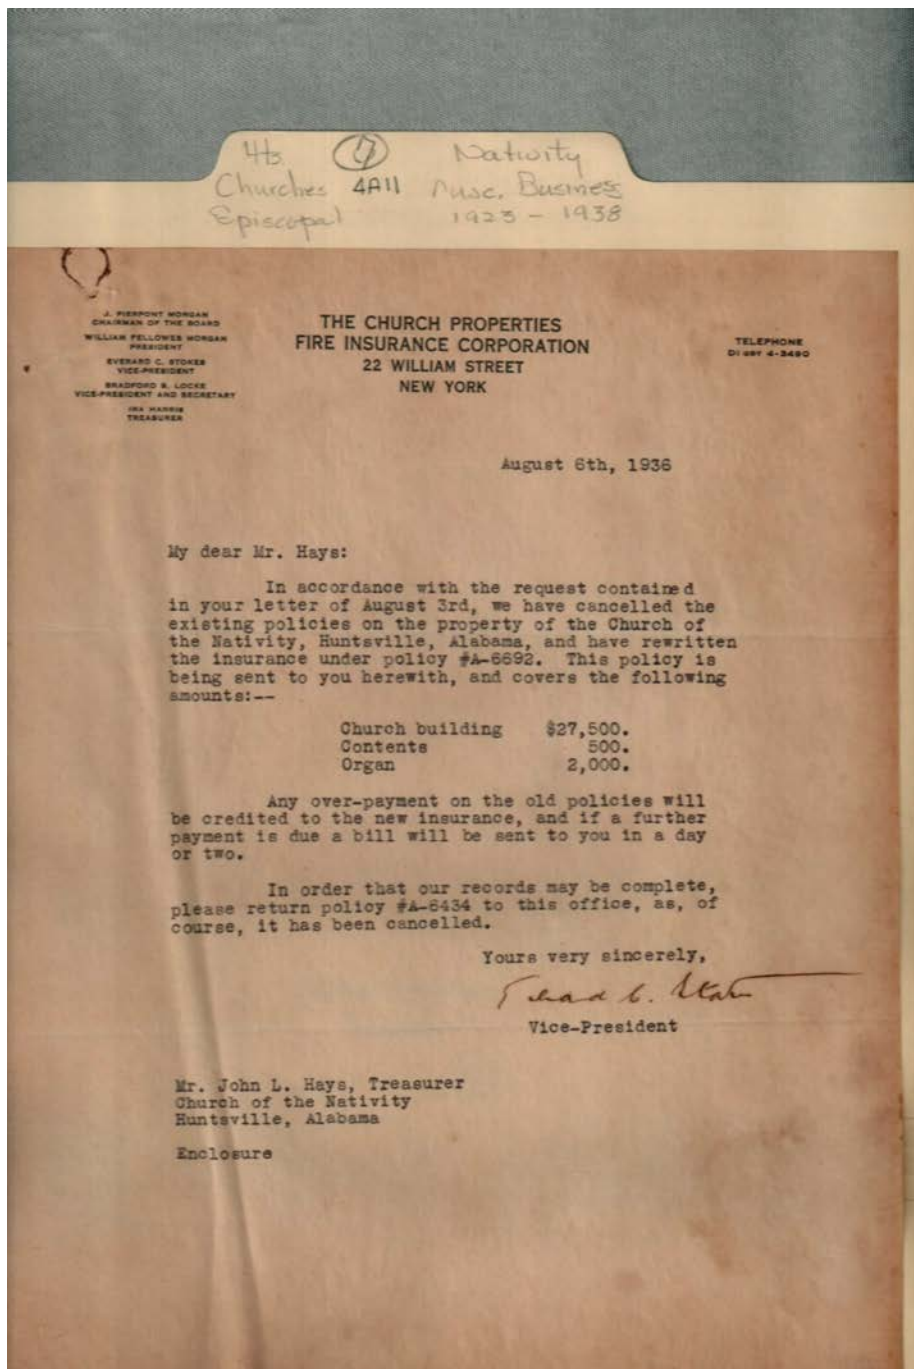 Hs. 7 Nativity
Churches 4A11 Misc. Business
Episcopal 1923 - 1938
J. PIERPONT MORGAN
CHAIRMAN OF THE BOARD
WILLIAM FELLOWES MORGAN
PRESIDENT
EVERARD C. STOKES
VICE-PRESIDENT
BRADFORD B. LOCKE
VICE-PRESIDENT AND SECRETARY
IRA HARRIS
TREASURER
THE CHURCH PROPERTIES
FIRE INSURANCE CORPORATION
22 WILLIAM STREET
NEW YORK
TELEPHONE
DIGBY 4-3490
August 6th, 1936
My dear Mr. Hays:
In accordance with the request contained
in your letter of August 3rd, we have cancelled the
existing policies on the property of the Church of
the Nativity, Huntsville, Alabama, and have rewritten
the insurance under policy #A-6692. This policy is
being sent to you herewith, and covers the following
amounts:--
Church building $27,500.
Contents 500.
Organ 2,000.
Any over-payment on the old policies will
be credited to the new insurance, and if a further
payment is due a bill will be sent to you in a day
or two.
In order that our records may be complete,
please return policy #A-6434 to this office, as, of
course, it has been cancelled.
Yours very sincerely,
Vice-President
Mr. John L. Hays, Treasurer
Church of the Nativity
Huntsville, Alabama
Enclosure